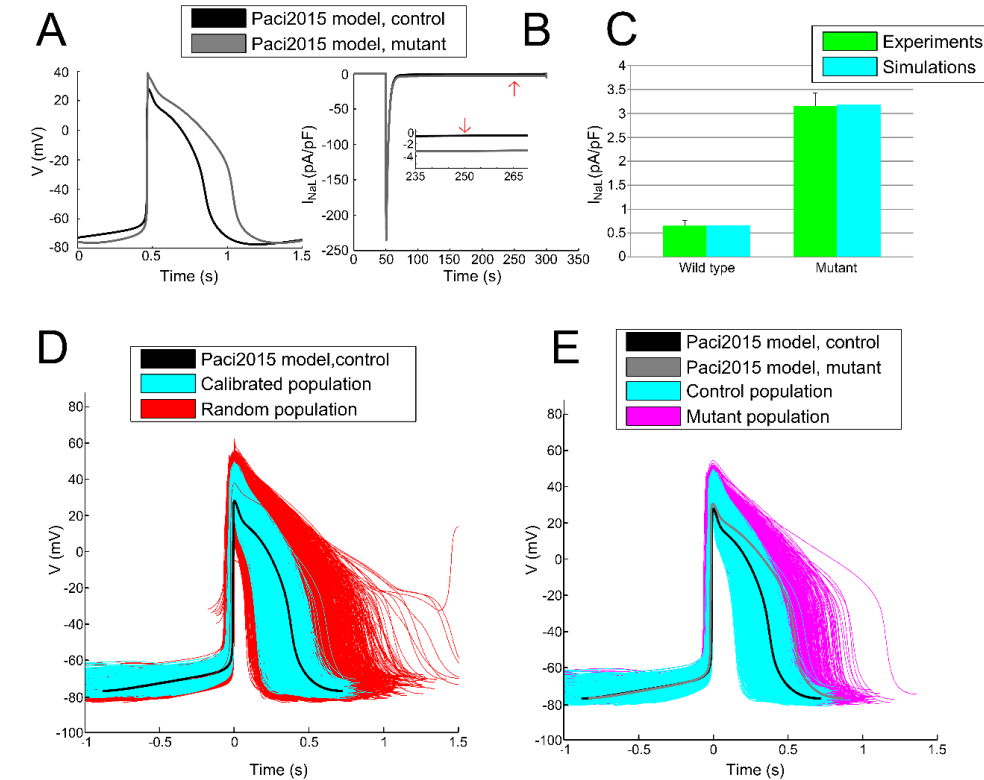 A
Paci2015 model, control
Paci2015 model, mutant
40
20
0
-20
-40
-60
-80
0
0.5
1
1.5
V (mV)
Time (s)
B
0
-50
-100
-150
-200
-250
0 50 100 150 200 250 300 350
0
-2
-4
235 250 265
INaL(pA/pF)
Time (s)
C
Experiments
Simulations
4
3.5
3
2.5
2
1.5
1
0.5
0
INaL(pA/pF)
Wild type
Mutant
D
Paci2015 model,control
Calibrated population
Random population
80
60
40
20
0
-20
-40
-60
-80
-100
-1 -0.5 0 0.5 1 1.5
V (mV)
Time (s)
E
Paci2015 model, control
Paci2015 model, mutant
Control population
Mutant population
80
60
40
20
0
-20
-40
-60
-80
-100
-1 -0.5 0 0.5 1 1.5
V (mV)
Time (s)